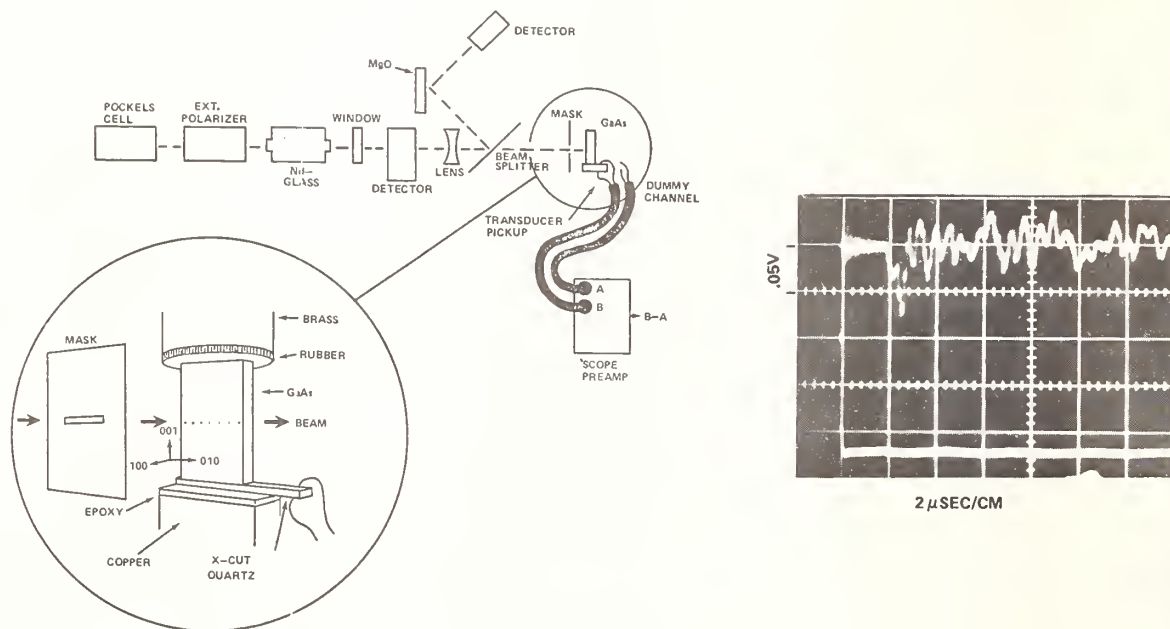 DETECTOR
MgO
POCKELS
CELL
EXT.
POLARIZER
Nd-
GLASS
WINDOW
DETECTOR
LENS
BEAM
SPLITTER
MASK
GaAs
DUMMY
CHANNEL
TRANSDUCER
PICKUP
A
B
B-A
SCOPE
PREAMP
MASK
BRASS
RUBBER
GaAs
BEAM
001
100
010
EPOXY
COPPER
X-CUT
QUARTZ
.05V
2 μSEC/CM